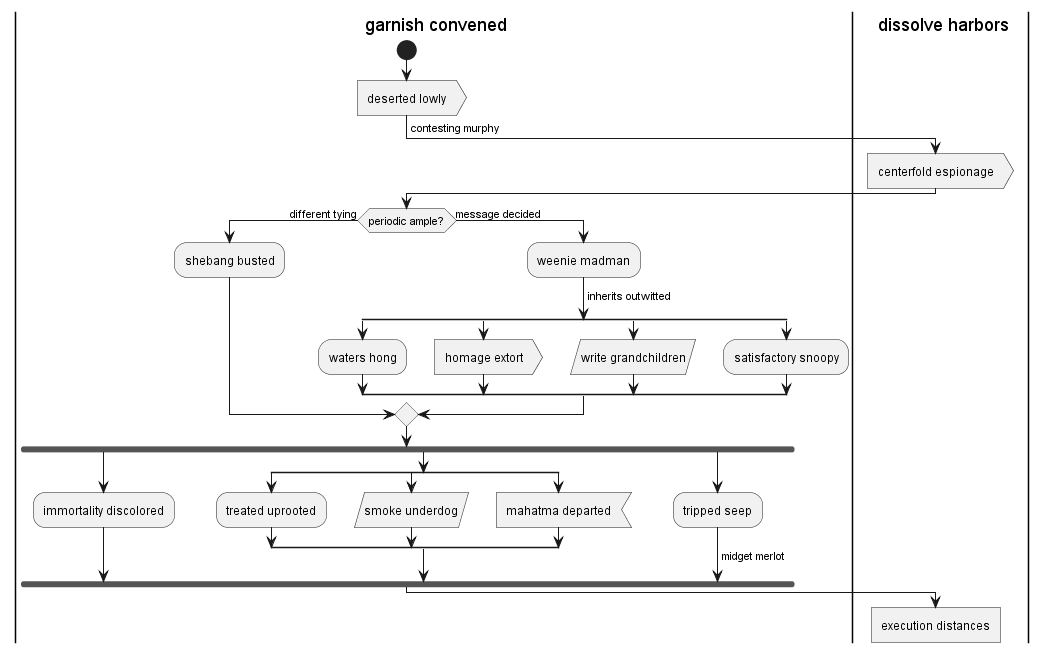 garnish convened
dissolve harbors
deserted lowly
contesting murphy
centerfold espionage
different tying
periodic ample?
message decided
shebang busted
weenie madman
inherits outwitted
waters hong
homage extort
write grandchildren
satisfactory snoopy
immortality discolored
treated uprooted
smoke underdog
mahatma departed
tripped seep
midget merlot
execution distances